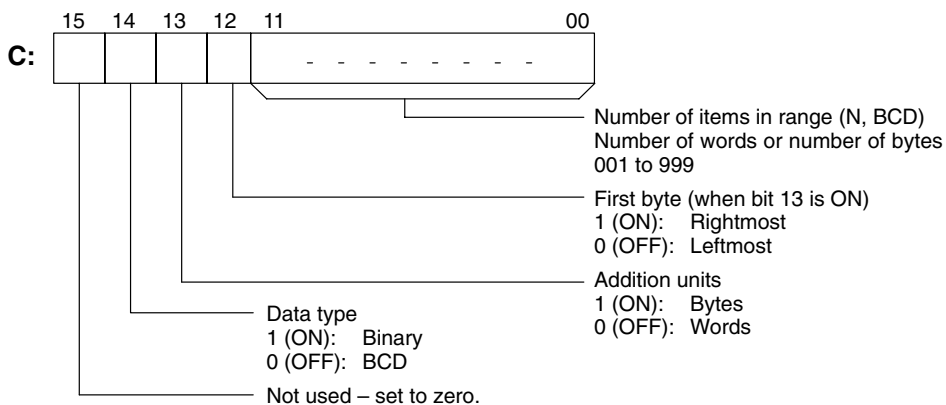 15 14 13 12 11 00
C:
Number of items in range (N, BCD)
Number of words or number of bytes
001 to 999
First byte (when bit 13 is ON)
1 (ON): Rightmost
0 (OFF): Leftmost
Addition units
1 (ON): Bytes
0 (OFF): Words
Data type
1 (ON): Binary
0 (OFF): BCD
Not used – set to zero.